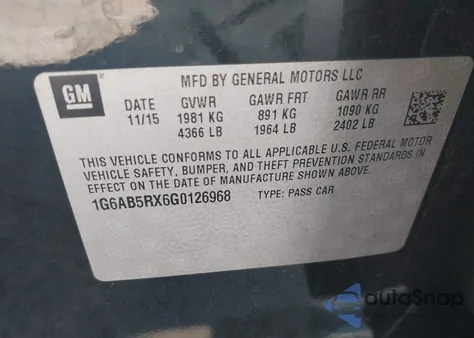 GM
MFD BY GENERAL MOTORS LLC
11/15
GVWR GAWR FRT GAWR RR
1981 KG 891 KG 1090 KG
4366 LB 1964 LB 2402 LB
THIS VEHICLE CONFORMS TO ALL APPLICABLE U.S. FEDERAL MOTOR
VEHICLE SAFETY, BUMPER, AND THEFT PREVENTION STANDARDS IN
EFFECT ON THE DATE OF MANUFACTURE SHOWN ABOVE.
1G6AB5RX6G0126968 TYPE: PASS CAR
autoSnap